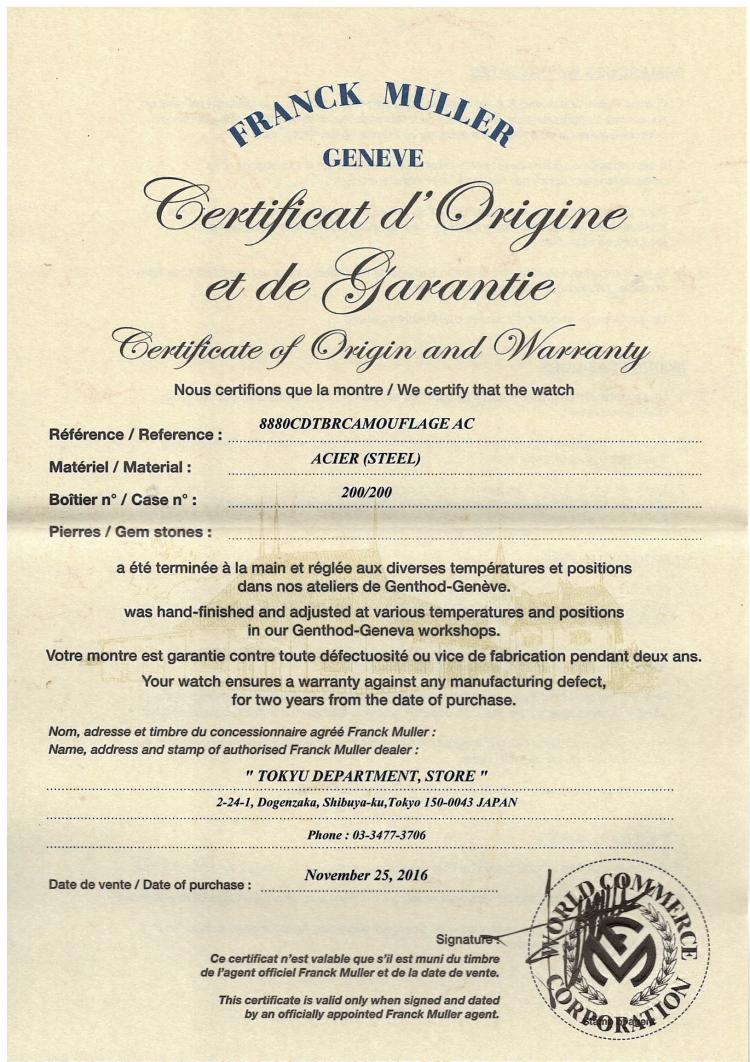 FRANCK MULLER
GENEVE
Certificat d'Origine
et de Garantie
Certificate of Origin and Warranty
Nous certifions que la montre / We certify that the watch
Référence / Reference : 8880CDTBRCAMOUFLAGE AC
Matériel / Material : ACIER (STEEL)
Boîtier n° / Case n° : 200/200
Pierres / Gem stones :
a été terminée à la main et réglée aux diverses températures et positions
dans nos ateliers de Genthod-Genève.
was hand-finished and adjusted at various temperatures and positions
in our Genthod-Geneva workshops.
Votre montre est garantie contre toute défectuosité ou vice de fabrication pendant deux ans.
Your watch ensures a warranty against any manufacturing defect,
for two years from the date of purchase.
Nom, adresse et timbre du concessionnaire agréé Franck Muller :
Name, address and stamp of authorised Franck Muller dealer :
" TOKYU DEPARTMENT, STORE "
2-24-1, Dogenzaka, Shibuya-ku,Tokyo 150-0043 JAPAN
Phone : 03-3477-3706
Date de vente / Date of purchase : November 25, 2016
Signature :
Ce certificat n'est valable que s'il est muni du timbre
de l'agent officiel Franck Muller et de la date de vente.
This certificate is valid only when signed and dated
by an officially appointed Franck Muller agent.
WORLD COMMERCE
CORPORATION
Stamp of agent